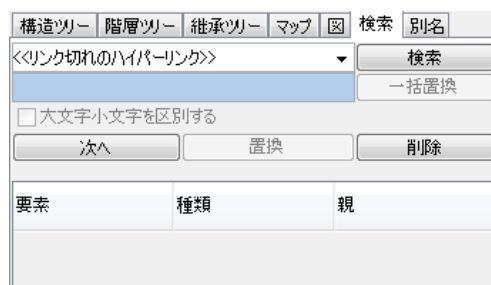 構造ツリー 階層ツリー 継承ツリー マップ 図 検索 別名
<<リンク切れのハイパーリンク>> 検索
一括置換
大文字小文字を区別する
次へ 置換 削除
要素 種類 親